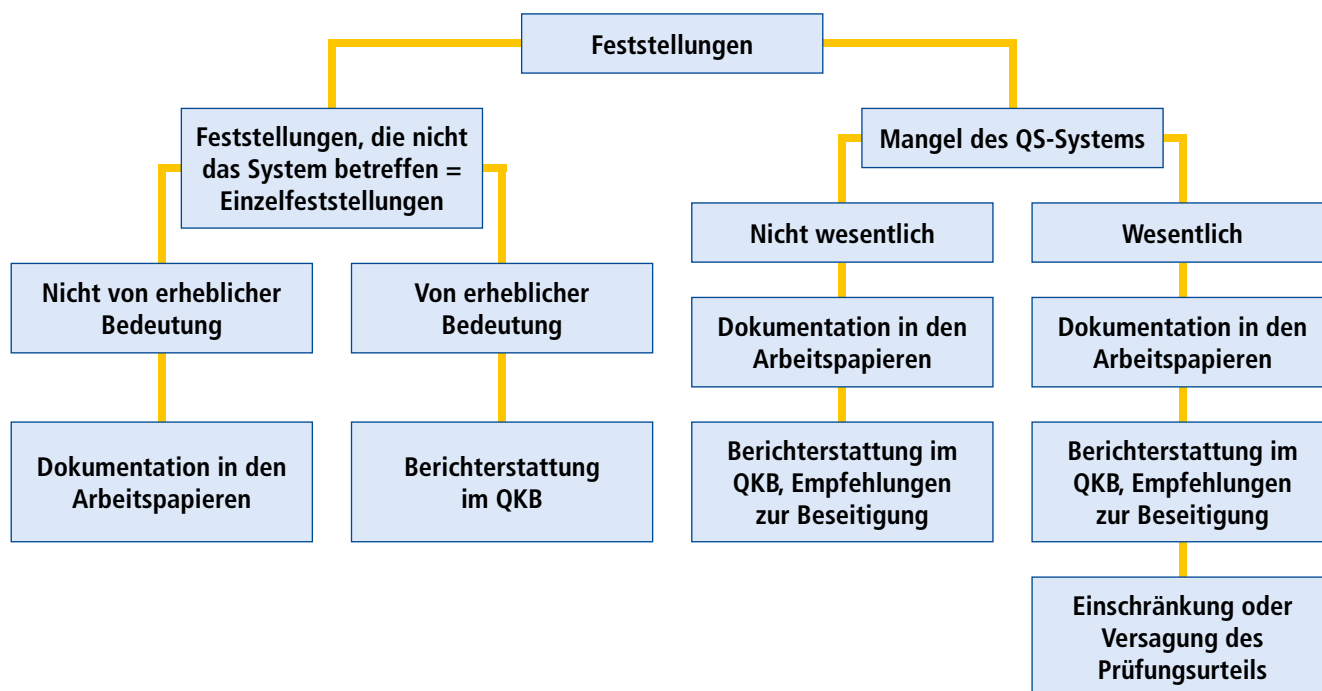 Feststellungen
Feststellungen, die nicht
das System betreffen =
Einzelfeststellungen
Mangel des QS-Systems
Nicht wesentlich
Wesentlich
Nicht von erheblicher
Bedeutung
Von erheblicher
Bedeutung
Dokumentation in den
Arbeitspapieren
Dokumentation in den
Arbeitspapieren
Dokumentation in den
Arbeitspapieren
Berichterstattung
im QKB
Berichterstattung im
QKB, Empfehlungen
zur Beseitigung
Berichterstattung im
QKB, Empfehlungen
zur Beseitigung
Einschränkung oder
Versagung des
Prüfungsurteils